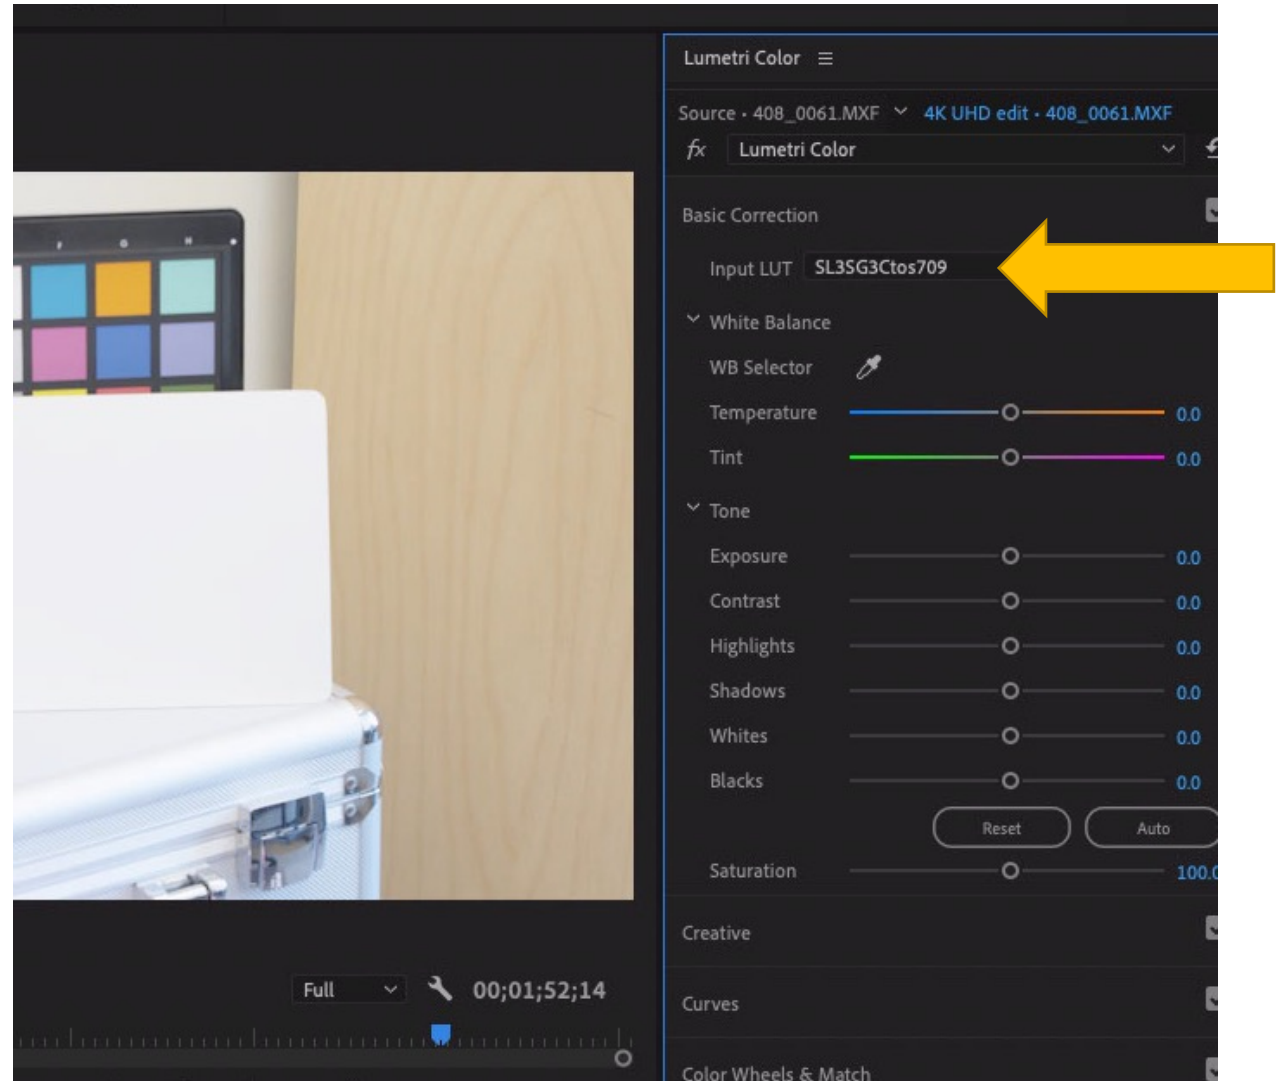 Lumetri Color
Source • 408_0061.MXF 4K UHD edit • 408_0061.MXF
fx Lumetri Color
Basic Correction
Input LUT SL3SG3Ctos709
White Balance
WB Selector
Temperature 0.0
Tint 0.0
Tone
Exposure 0.0
Contrast 0.0
Highlights 0.0
Shadows 0.0
Whites 0.0
Blacks 0.0
Reset Auto
Saturation 100.0
Creative
Curves
Color Wheels & Match
F G H
Full 00;01;52;14